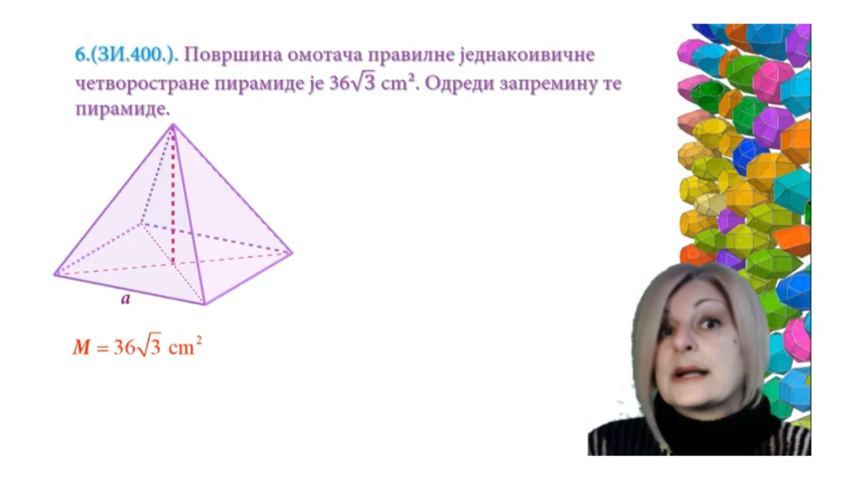 6.(ЗИ.400.). Површина омотача правилне једнакоивичне
четворостране пирамиде је 36√3 cm². Одреди запремину те
пирамиде.
a
M = 36√3 cm²